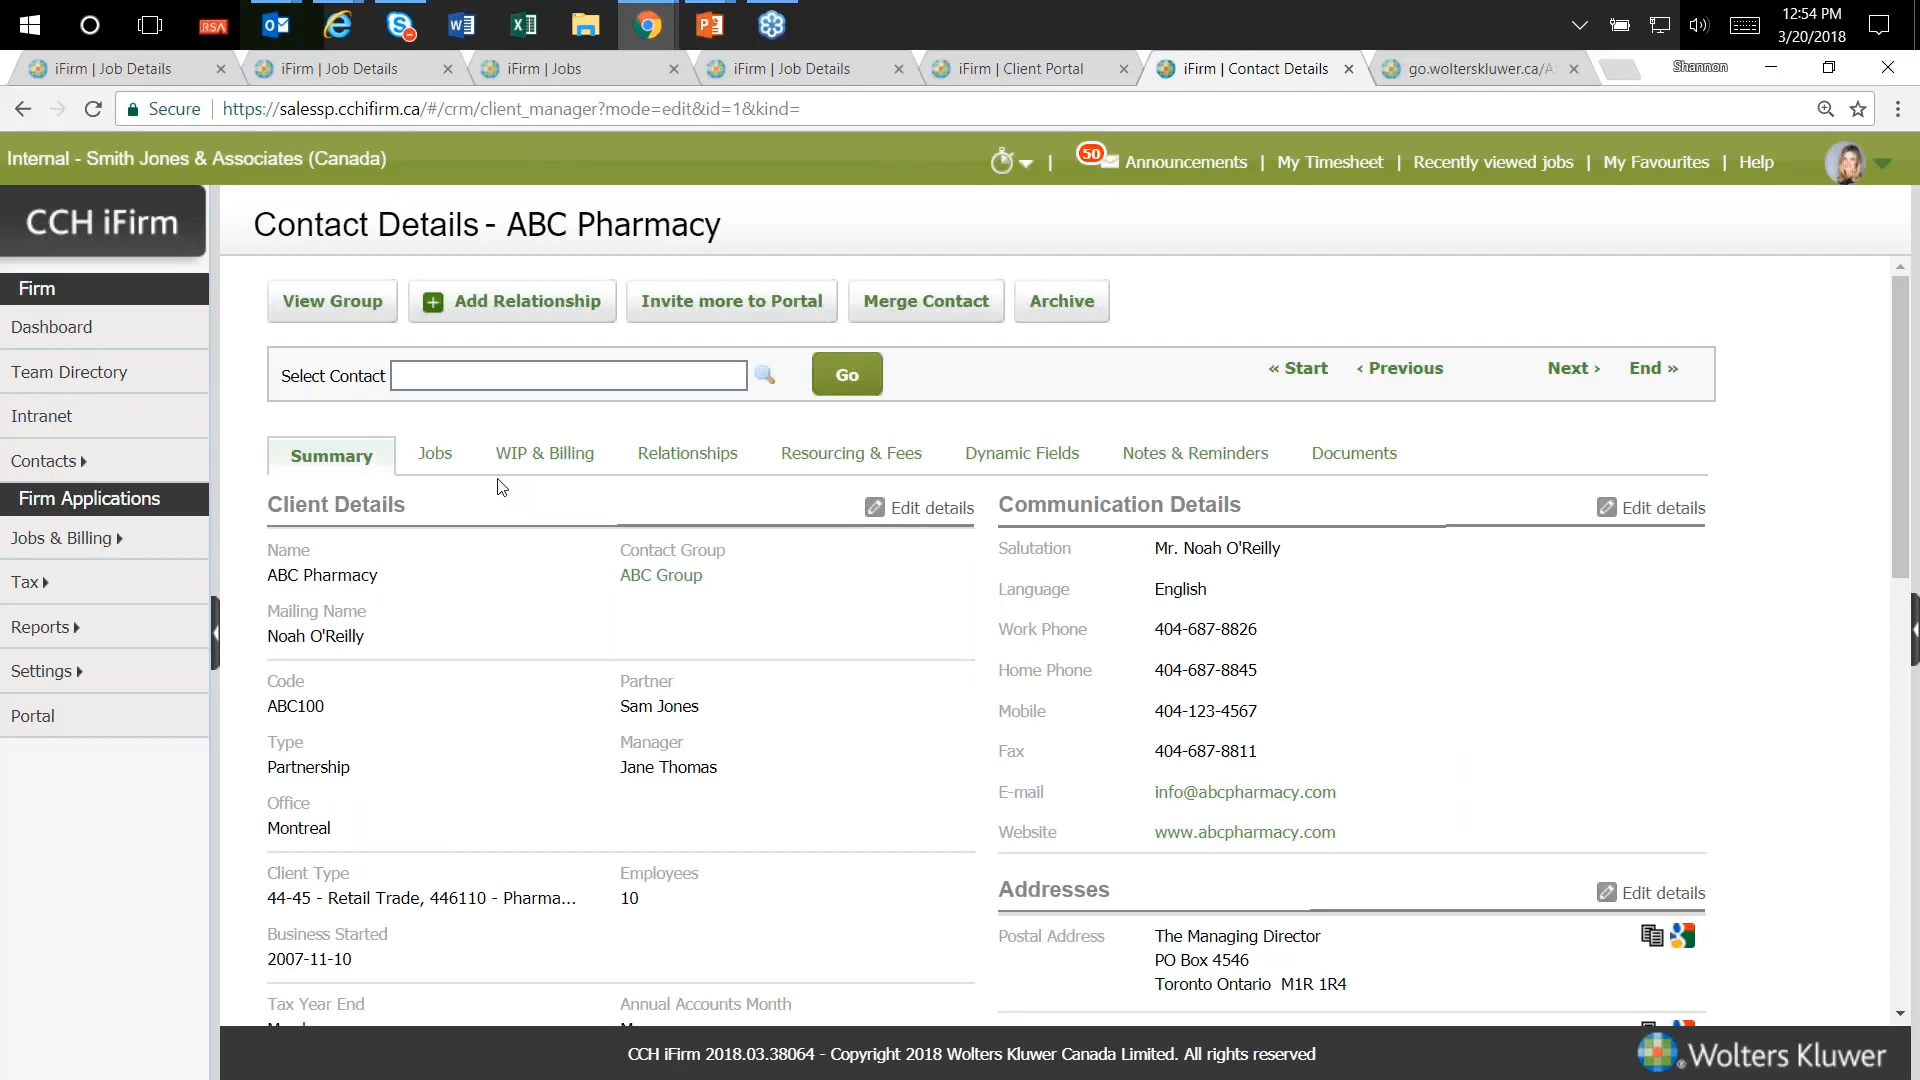 RSA
12:54 PM
3/20/2018
iFirm | Job Details
iFirm | Job Details
iFirm | Jobs
iFirm | Job Details
iFirm | Client Portal
iFirm | Contact Details
go.wolterskluwer.ca/A
Shannon
Secure
https://salessp.cchifirm.ca/#/crm/client_manager?mode=edit&id=1&kind=
Internal - Smith Jones & Associates (Canada)
50
| Announcements | My Timesheet | Recently viewed jobs | My Favourites | Help
CCH iFirm
Firm
Dashboard
Team Directory
Intranet
Contacts
Firm Applications
Jobs & Billing
Tax
Reports
Settings
Portal
Contact Details - ABC Pharmacy
View Group
Add Relationship
Invite more to Portal
Merge Contact
Archive
Select Contact
Go
« Start
‹ Previous
Next ›
End »
Summary
Jobs
WIP & Billing
Relationships
Resourcing & Fees
Dynamic Fields
Notes & Reminders
Documents
Client Details
Edit details
Name
ABC Pharmacy
Contact Group
ABC Group
Mailing Name
Noah O'Reilly
Code
ABC100
Partner
Sam Jones
Type
Partnership
Manager
Jane Thomas
Office
Montreal
Client Type
44-45 - Retail Trade, 446110 - Pharma...
Employees
10
Business Started
2007-11-10
Tax Year End
Annual Accounts Month
Communication Details
Edit details
Salutation
Mr. Noah O'Reilly
Language
English
Work Phone
404-687-8826
Home Phone
404-687-8845
Mobile
404-123-4567
Fax
404-687-8811
E-mail
info@abcpharmacy.com
Website
www.abcpharmacy.com
Addresses
Edit details
Postal Address
The Managing Director
PO Box 4546
Toronto Ontario M1R 1R4
CCH iFirm 2018.03.38064 - Copyright 2018 Wolters Kluwer Canada Limited. All rights reserved
Wolters Kluwer